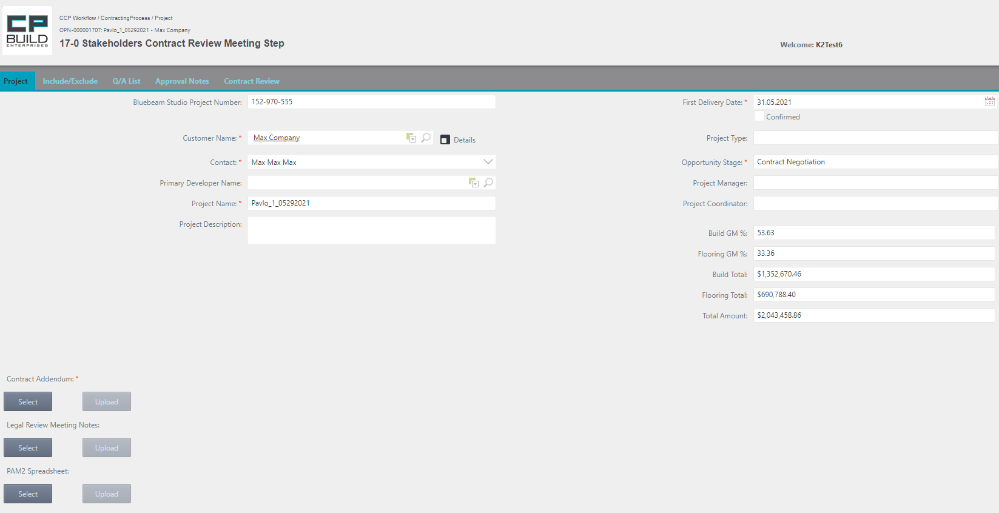 CP
BUILD
ENTERPRISES
CCP Workflow / ContractingProcess / Project
OPN-000001707: Pavlo_1_05292021 - Max Company
17-0 Stakeholders Contract Review Meeting Step
Welcome: K2Test6
Project Include/Exclude Q/A List Approval Notes Contract Review
Bluebeam Studio Project Number: 152-970-555
First Delivery Date: * 31.05.2021
Confirmed
Customer Name: * Max Company Details
Project Type:
Contact: * Max Max Max
Opportunity Stage: * Contract Negotiation
Primary Developer Name:
Project Manager:
Project Name: * Pavlo_1_05292021
Project Coordinator:
Project Description:
Build GM %: 53.63
Flooring GM %: 33.36
Build Total: $1,352,670.46
Flooring Total: $690,788.40
Total Amount: $2,043,458.86
Contract Addendum: *
Select Upload
Legal Review Meeting Notes:
Select Upload
PAM2 Spreadsheet:
Select Upload